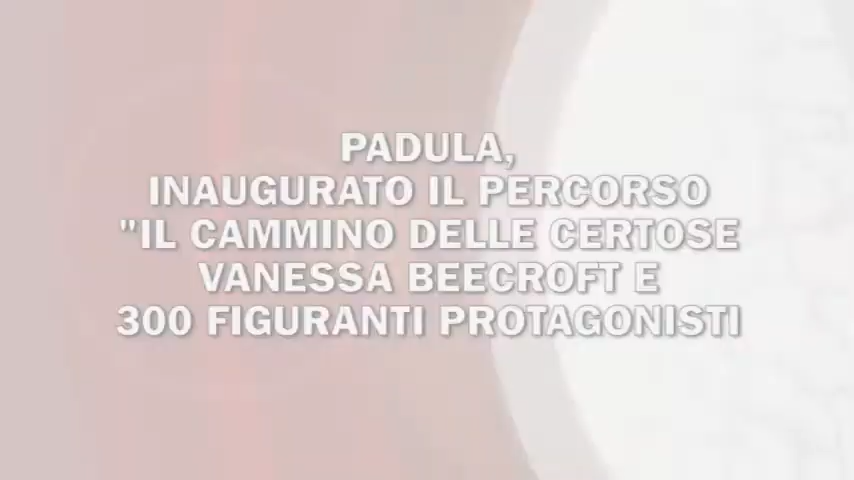 PADULA,
INAUGURATO IL PERCORSO
"IL CAMMINO DELLE CERTOSE
VANESSA BEECROFT E
300 FIGURANTI PROTAGONISTI